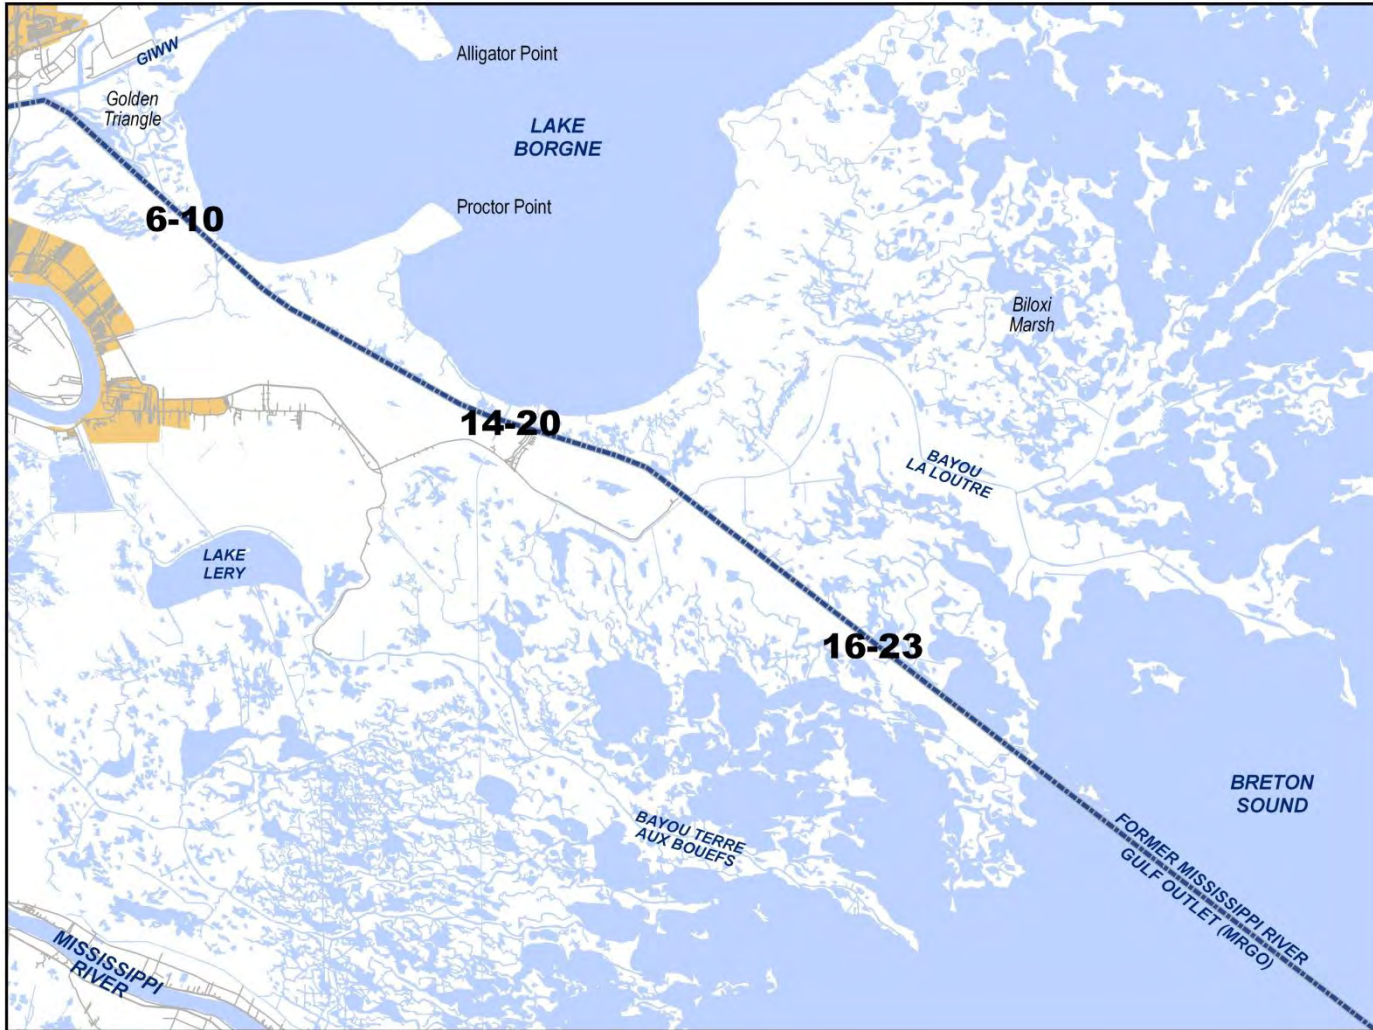 GIWW
Alligator Point
Golden
Triangle
LAKE
BORGNE
6-10
Proctor Point
Biloxi
Marsh
14-20
BAYOU
LA LOUTRE
LAKE
LERY
16-23
BRETON
SOUND
BAYOU TERRE
AUX BOUEFS
FORMER MISSISSIPPI RIVER
GULF OUTLET (MRGO)
MISSISSIPPI
RIVER